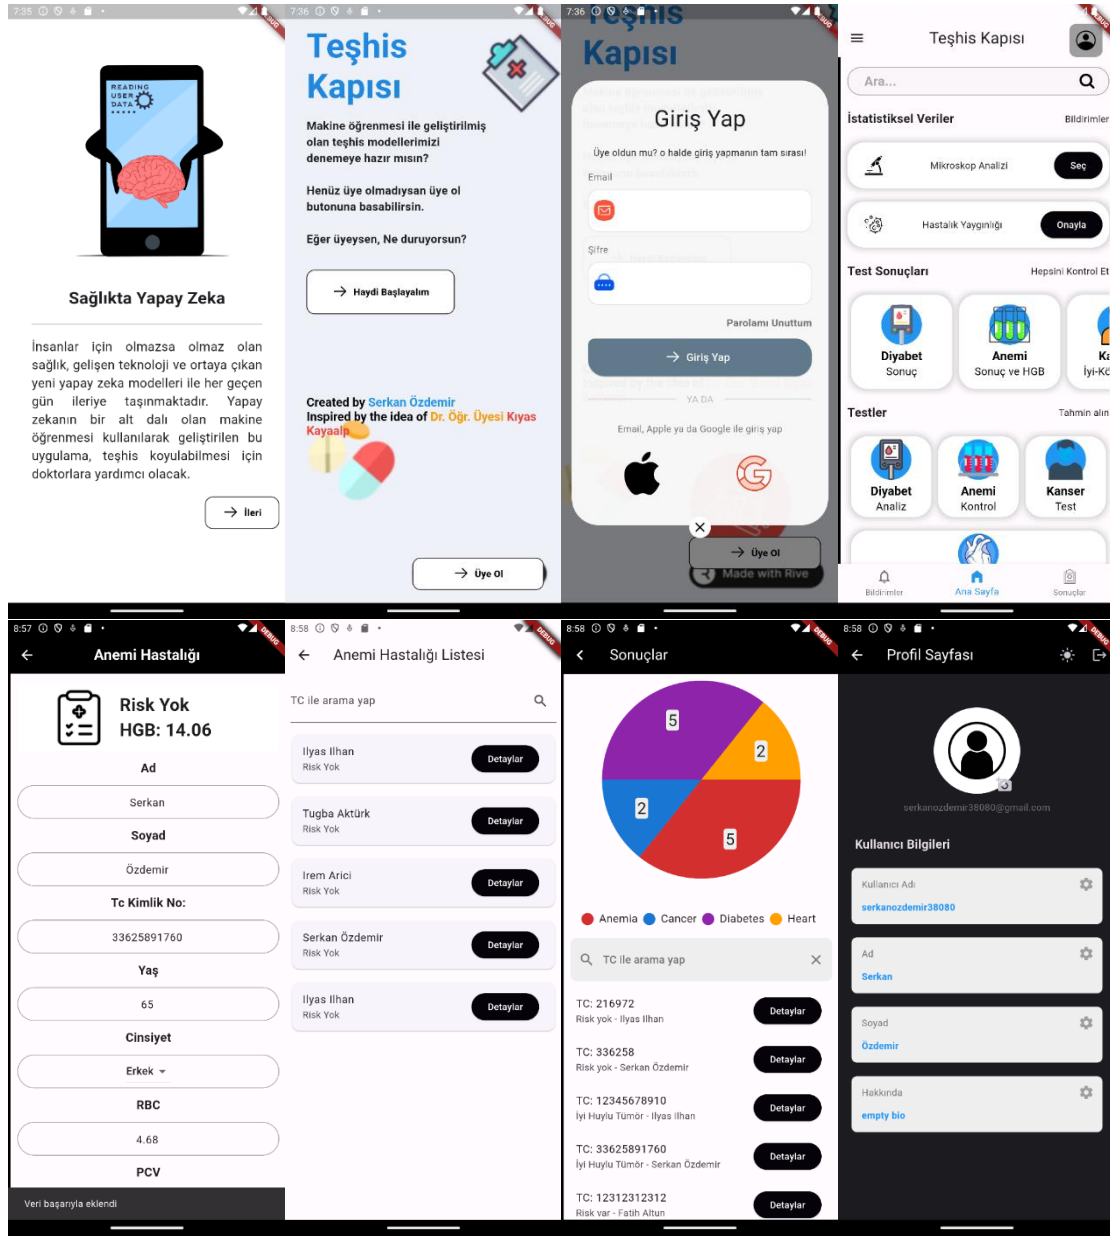 7:35
DEBUG
READING
USER
DATA
Sağlıkta Yapay Zeka
İnsanlar için olmazsa olmaz olan
sağlık, gelişen teknoloji ve ortaya çıkan
yeni yapay zeka modelleri ile her geçen
gün ileriye taşınmaktadır. Yapay
zekanın bir alt dalı olan makine
öğrenmesi kullanılarak geliştirilen bu
uygulama, teşhis koyulabilmesi için
doktorlara yardımcı olacak.
→ İleri
7:36
DEBUG
Teşhis
Kapısı
Makine öğrenmesi ile geliştirilmiş
olan teşhis modellerimizi
denemeye hazır mısın?
Henüz üye olmadıysan üye ol
butonuna basabilirsin.
Eğer üyeysen, Ne duruyorsun?
→ Haydi Başlayalım
Created by Serkan Özdemir
Inspired by the idea of Dr. Öğr. Üyesi Kıyas
Kayaalp
→ Üye Ol
7:36
DEBUG
Teşhis
Kapısı
Giriş Yap
Üye oldun mu? o halde giriş yapmanın tam sırası!
Email
Şifre
Parolamı Unuttum
→ Giriş Yap
YA DA
Email, Apple ya da Google ile giriş yap
→ Üye Ol
Made with Rive
Teşhis Kapısı
Ara...
İstatistiksel Veriler Bildirimler
Mikroskop Analizi Seç
Hastalık Yaygınlığı Onayla
Test Sonuçları Hepsini Kontrol Et
Diyabet
Sonuç
Anemi
Sonuç ve HGB
Ka
İyi-Kö
Testler Tahmin alın
Diyabet
Analiz
Anemi
Kontrol
Kanser
Test
Bildirimler Ana Sayfa Sonuçlar
8:57
DEBUG
← Anemi Hastalığı
Risk Yok
HGB: 14.06
Ad
Serkan
Soyad
Özdemir
Tc Kimlik No:
33625891760
Yaş
65
Cinsiyet
Erkek
RBC
4.68
PCV
Veri başarıyla eklendi
8:58
DEBUG
← Anemi Hastalığı Listesi
TC ile arama yap
Ilyas Ilhan
Risk Yok
Detaylar
Tugba Aktürk
Risk Yok
Detaylar
Irem Arici
Risk Yok
Detaylar
Serkan Özdemir
Risk Yok
Detaylar
Ilyas Ilhan
Risk Yok
Detaylar
8:58
DEBUG
Sonuçlar
5
2
2
5
Anemia Cancer Diabetes Heart
TC ile arama yap
TC: 216972
Risk yok - Ilyas Ilhan
Detaylar
TC: 336258
Risk yok - Serkan Özdemir
Detaylar
TC: 12345678910
İyi Huylu Tümör - Ilyas Ilhan
Detaylar
TC: 33625891760
İyi Huylu Tümör - Serkan Özdemir
Detaylar
TC: 12312312312
Risk var - Fatih Altun
Detaylar
8:58
DEBUG
← Profil Sayfası
serkanozdemir38080@gmail.com
Kullanıcı Bilgileri
Kullanıcı Adı
serkanozdemir38080
Ad
Serkan
Soyad
Özdemir
Hakkında
empty bio